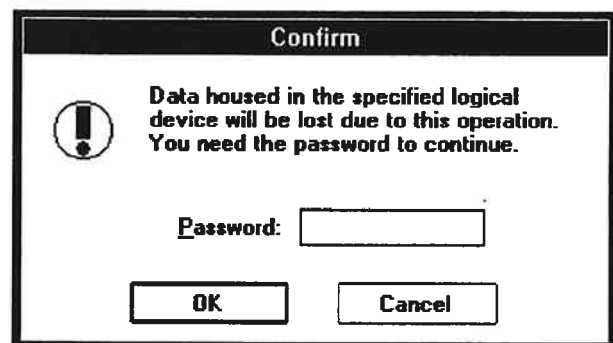 Confirm
Data housed in the specified logical
device will be lost due to this operation.
You need the password to continue.
Password:
OK
Cancel